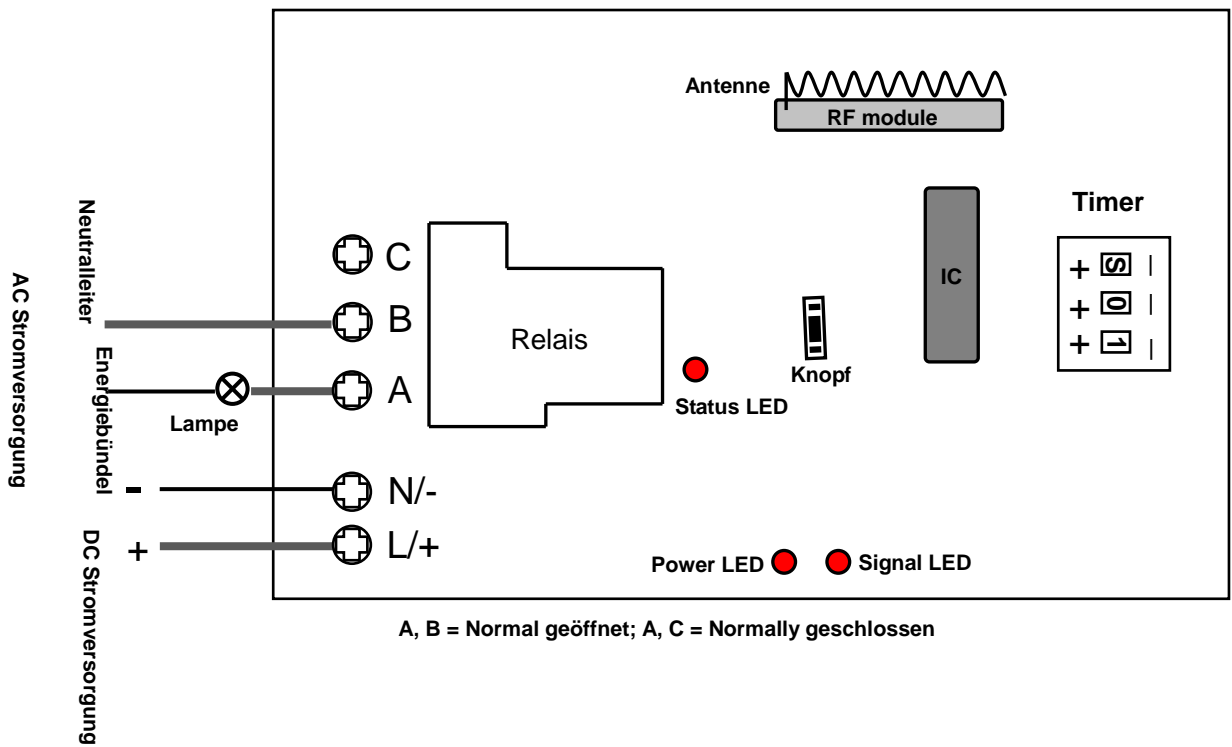 Antenne
RF module
Timer
+ S –
+ 0 –
+ 1 –
IC
Knopf
Relais
Status LED
C
B
A
N/-
L/+
AC Stromversorgung
Neutralleiter
Energiebündel
Lampe
-
+
DC Stromversorgung
Power LED
Signal LED
A, B = Normal geöffnet; A, C = Normally geschlossen